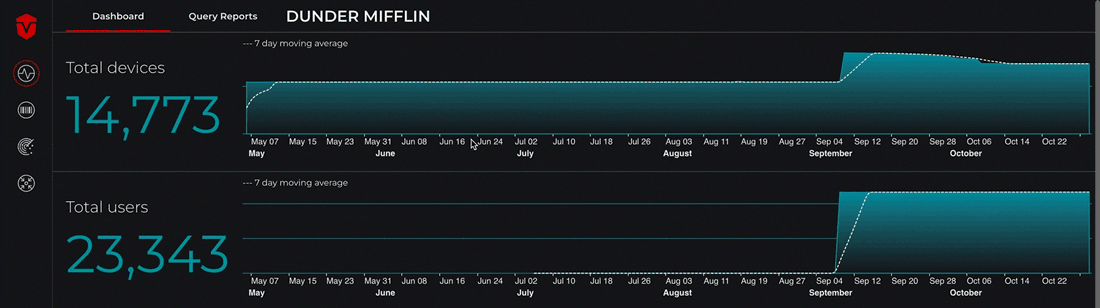 Dashboard Query Reports DUNDER MIFFLIN
--- 7 day moving average
Total devices
14,773
May 07 May 15 May 23 May 31 Jun 08 Jun 16 Jun 24 Jul 02 Jul 10 Jul 18 Jul 26 Aug 03 Aug 11 Aug 19 Aug 27 Sep 04 Sep 12 Sep 20 Sep 28 Oct 06 Oct 14 Oct 22
May June July August September October
--- 7 day moving average
Total users
23,343
May 07 May 15 May 23 May 31 Jun 08 Jun 16 Jun 24 Jul 02 Jul 10 Jul 18 Jul 26 Aug 03 Aug 11 Aug 19 Aug 27 Sep 04 Sep 12 Sep 20 Sep 28 Oct 06 Oct 14 Oct 22
May June July August September October